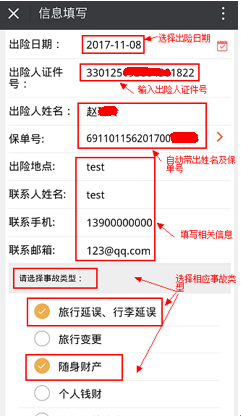 信息填写
选择出险日期
出险日期： 2017-11-08
出险人证件号： 330125 1822
输入出险人证件号
出险人姓名： 赵
保单号： 691101156201700
自动带出姓名及保单号
出险地点: test
联系人姓名: test
联系手机: 13900000000
填写相关信息
联系邮箱: 123@qq.com
请选择事故类型：
选择相应事故类型
旅行延误、行李延误
旅行变更
随身财产
个人钱财